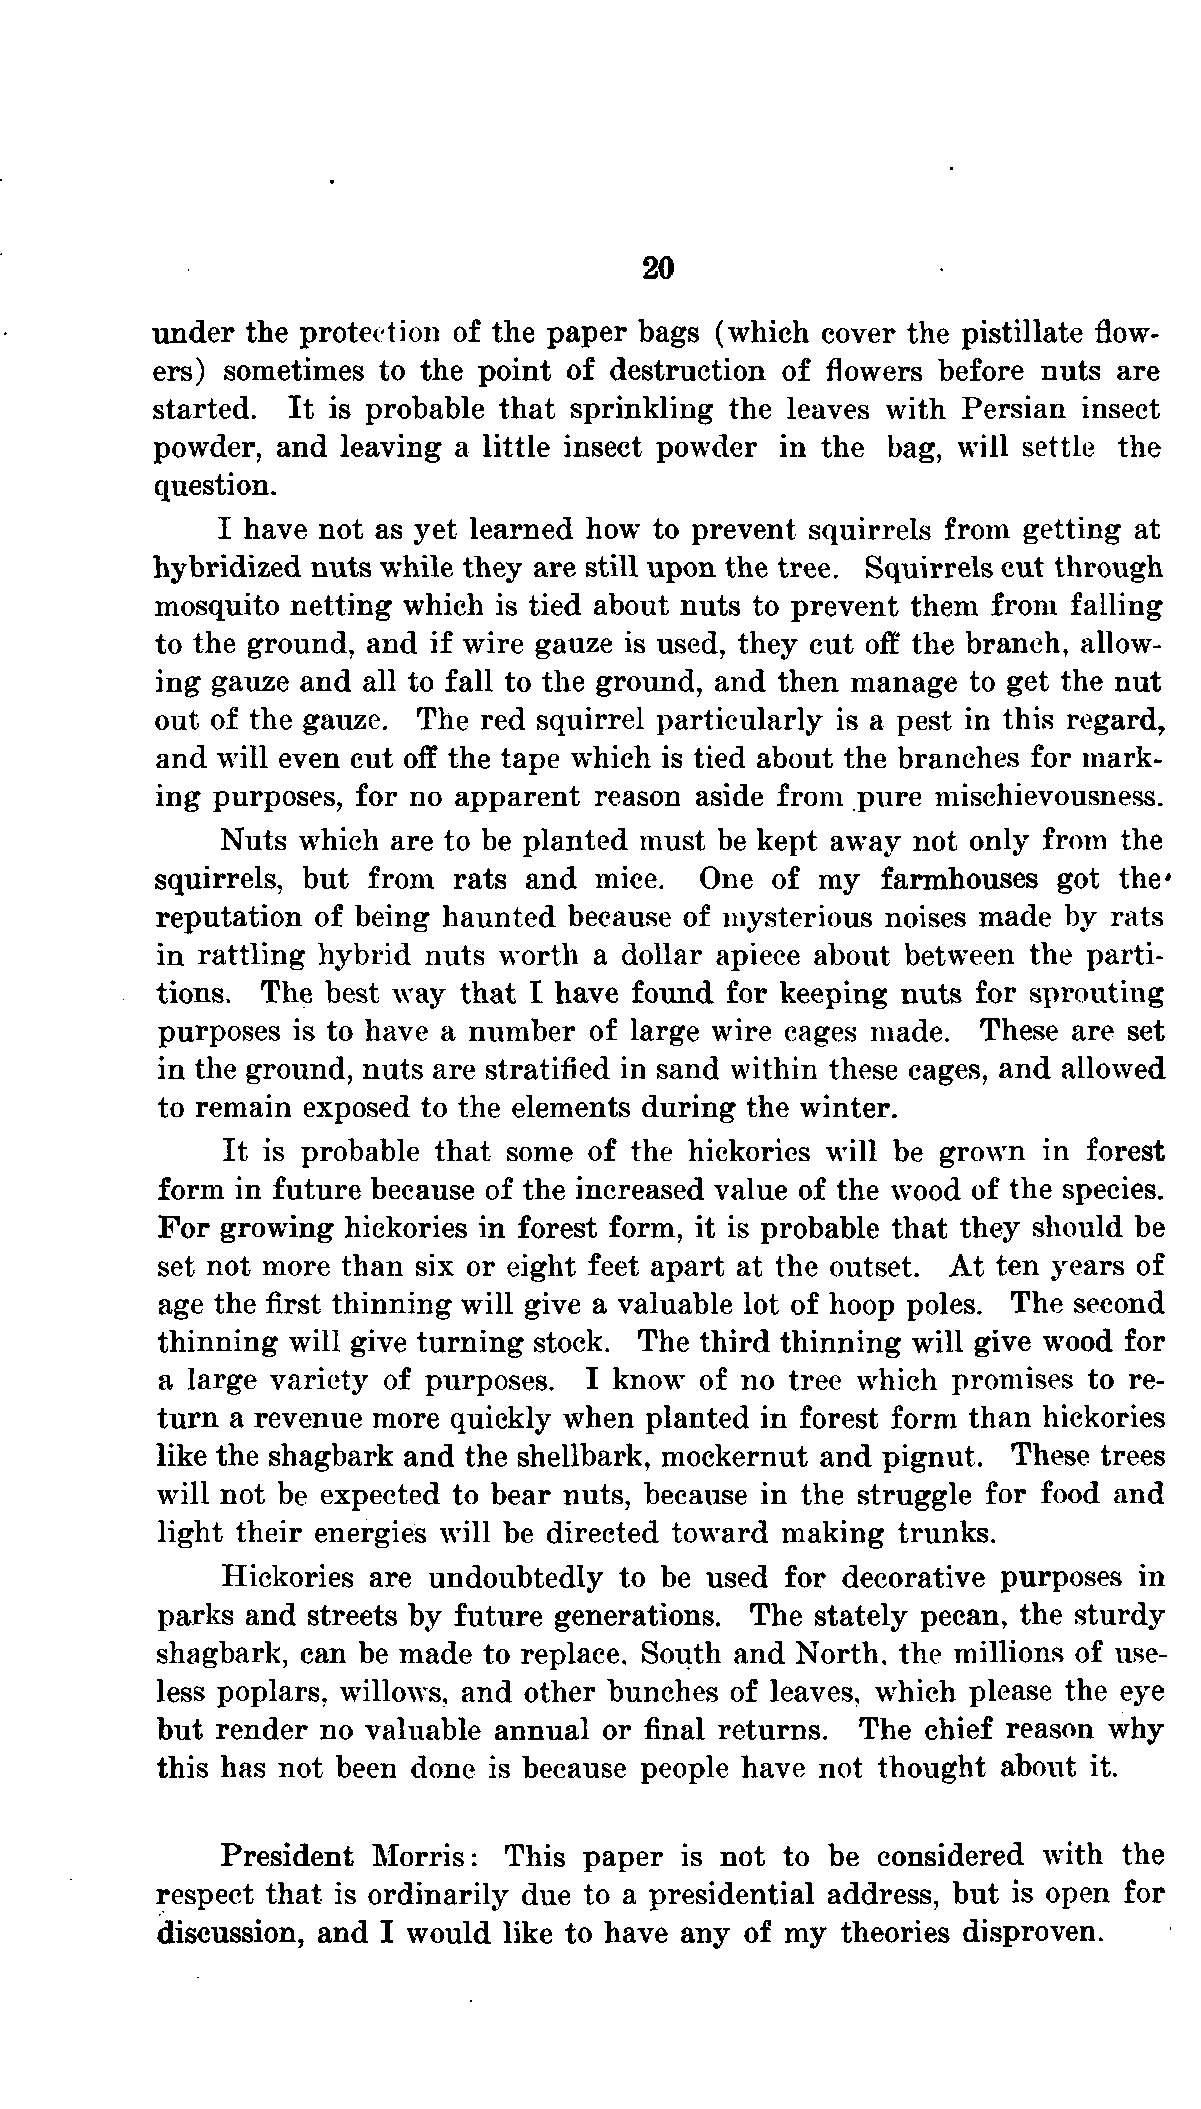 20
under the protection of the paper bags (which cover the pistillate flow-
ers) sometimes to the point of destruction of flowers before nuts are
started. It is probable that sprinkling the leaves with Persian insect
powder, and leaving a little insect powder in the bag, will settle the
question.
I have not as yet learned how to prevent squirrels from getting at
hybridized nuts while they are still upon the tree. Squirrels cut through
mosquito netting which is tied about nuts to prevent them from falling
to the ground, and if wire gauze is used, they cut off the branch, allow-
ing gauze and all to fall to the ground, and then manage to get the nut
out of the gauze. The red squirrel particularly is a pest in this regard,
and will even cut off the tape which is tied about the branches for mark-
ing purposes, for no apparent reason aside from pure mischievousness.
Nuts which are to be planted must be kept away not only from the
squirrels, but from rats and mice. One of my farmhouses got the
reputation of being haunted because of mysterious noises made by rats
in rattling hybrid nuts worth a dollar apiece about between the parti-
tions. The best way that I have found for keeping nuts for sprouting
purposes is to have a number of large wire cages made. These are set
in the ground, nuts are stratified in sand within these cages, and allowed
to remain exposed to the elements during the winter.
It is probable that some of the hickories will be grown in forest
form in future because of the increased value of the wood of the species.
For growing hickories in forest form, it is probable that they should be
set not more than six or eight feet apart at the outset. At ten years of
age the first thinning will give a valuable lot of hoop poles. The second
thinning will give turning stock. The third thinning will give wood for
a large variety of purposes. I know of no tree which promises to re-
turn a revenue more quickly when planted in forest form than hickories
like the shagbark and the shellbark, mockernut and pignut. These trees
will not be expected to bear nuts, because in the struggle for food and
light their energies will be directed toward making trunks.
Hickories are undoubtedly to be used for decorative purposes in
parks and streets by future generations. The stately pecan, the sturdy
shagbark, can be made to replace, South and North, the millions of use-
less poplars, willows, and other bunches of leaves, which please the eye
but render no valuable annual or final returns. The chief reason why
this has not been done is because people have not thought about it.
President Morris: This paper is not to be considered with the
respect that is ordinarily due to a presidential address, but is open for
discussion, and I would like to have any of my theories disproven.